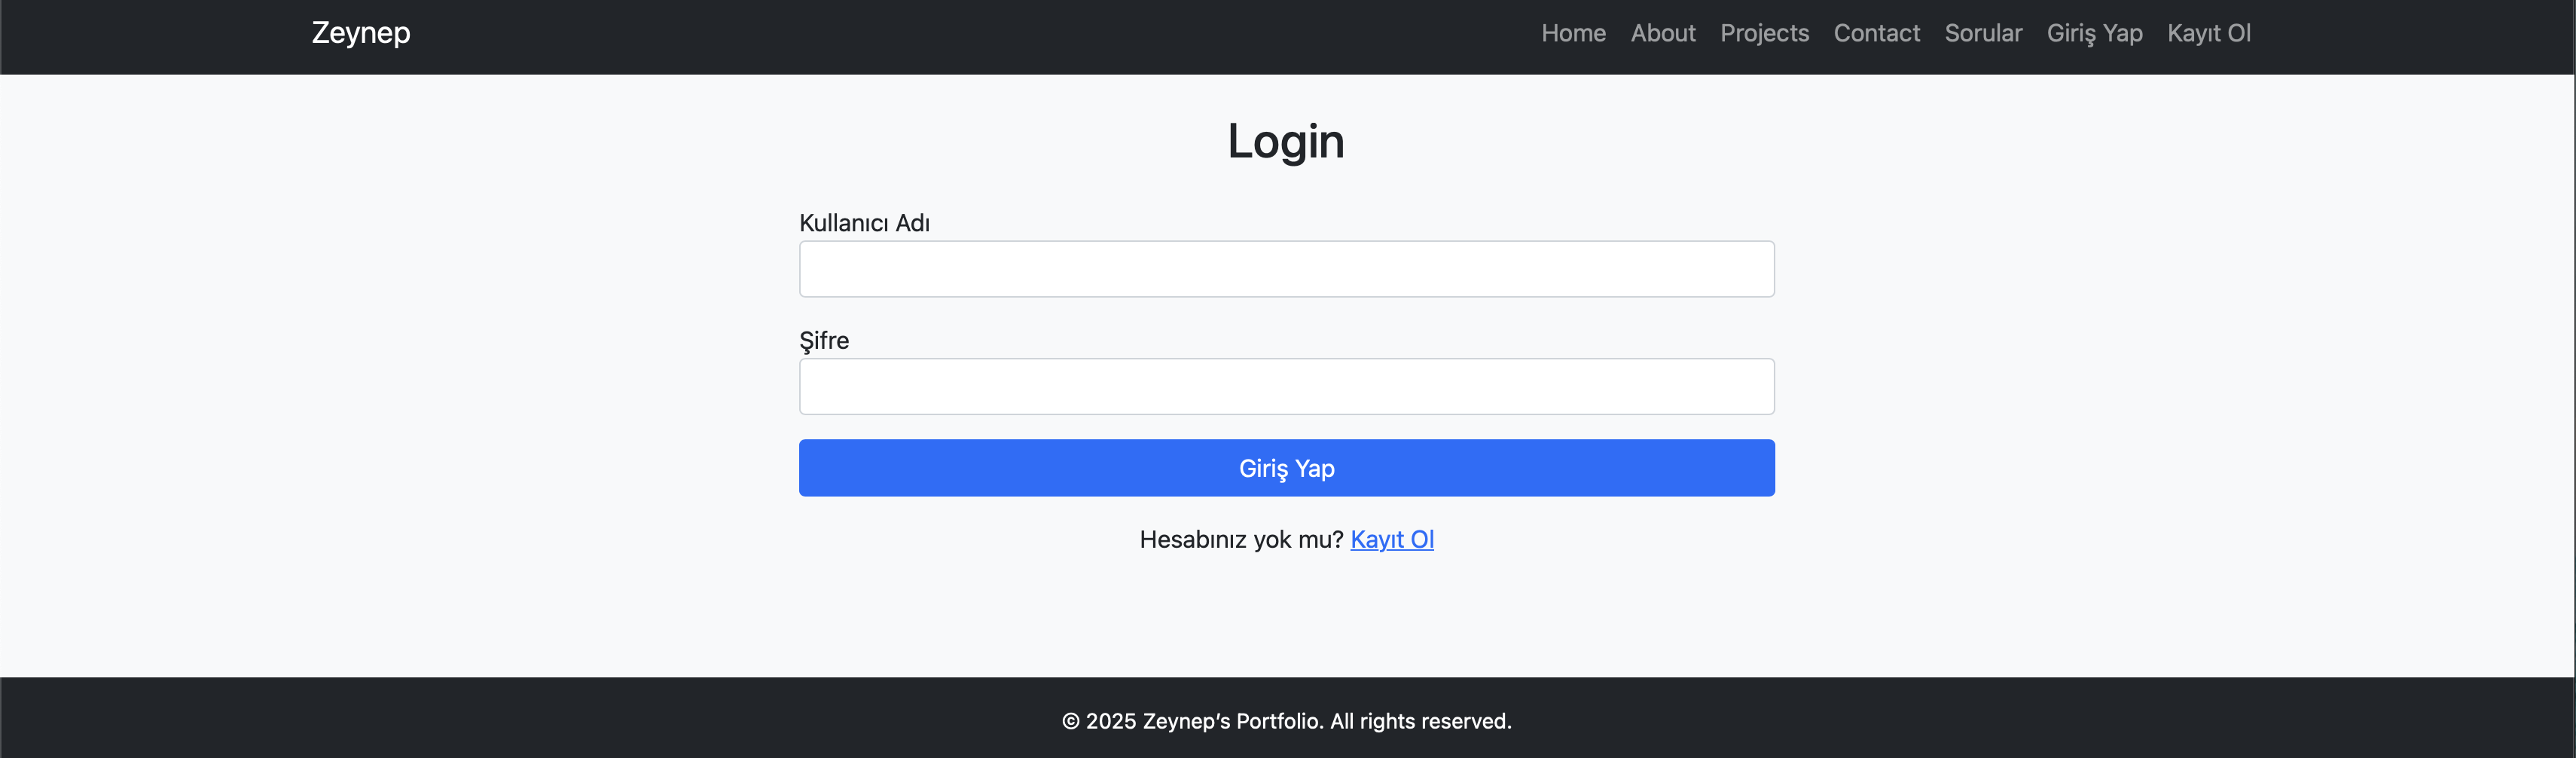 Zeynep
Home About Projects Contact Sorular Giriş Yap Kayıt Ol
Login
Kullanıcı Adı
Şifre
Giriş Yap
Hesabınız yok mu? Kayıt Ol
© 2025 Zeynep’s Portfolio. All rights reserved.